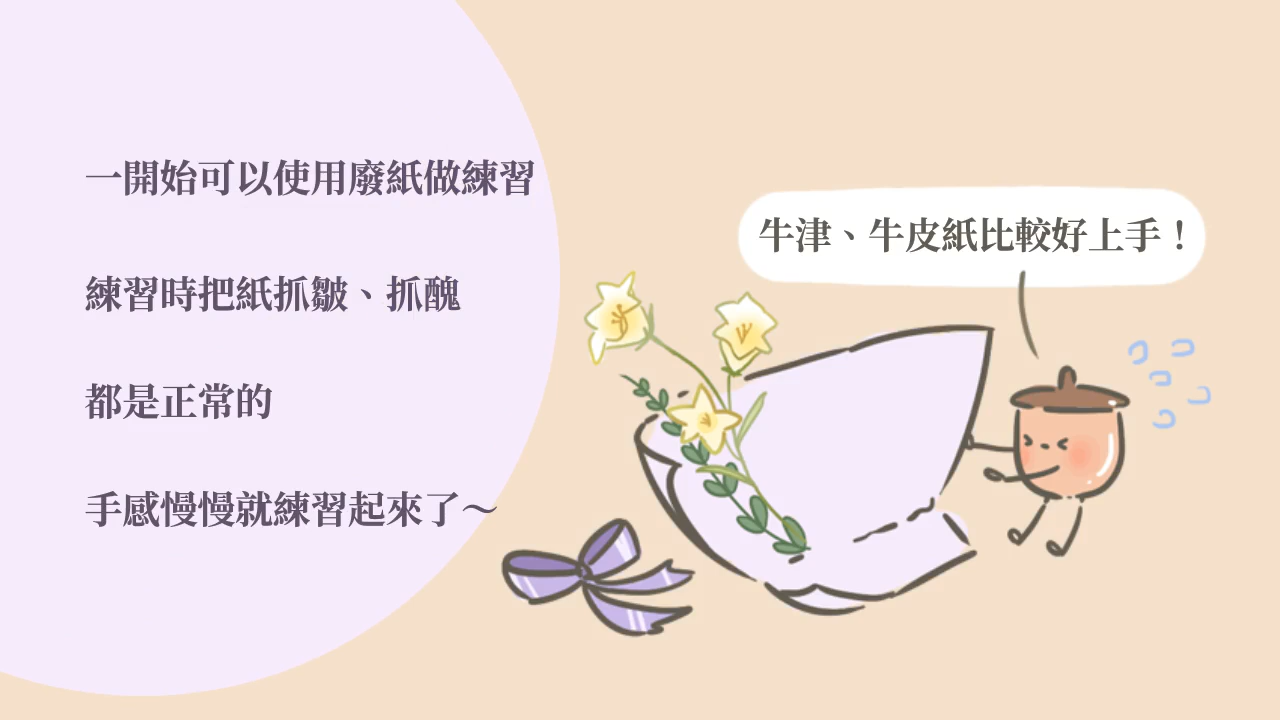 一開始可以使用廢紙做練習
練習時把紙抓皺、抓醜
都是正常的
手感慢慢就練習起來了～
牛津、牛皮紙比較好上手！